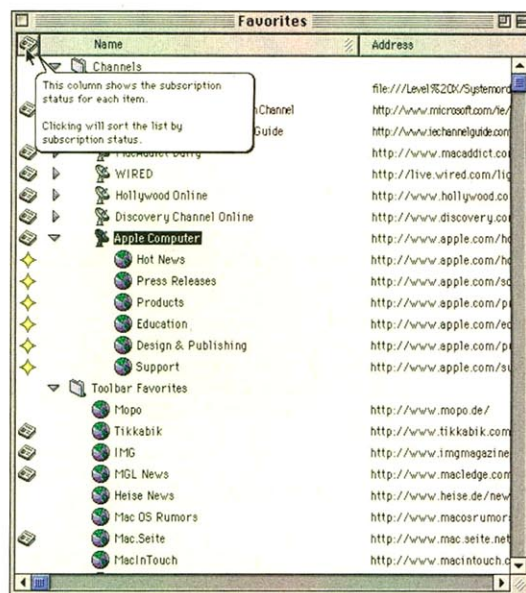 Favorites
Name Address
Channels
This column shows the subscription
status for each item.
Clicking will sort the list by
subscription status.
file:///Level%20X/Systemord
Channel http://www.microsoft.com/ie/
Guide http://www.iechannelguide.com
http://www.macaddict.co
WIRED http://live.wired.com/lig
Hollywood Online http://www.hollywood.co
Discovery Channel Online http://www.discovery.co
Apple Computer http://www.apple.com/ho
Hot News http://www.apple.com/ho
Press Releases http://www.apple.com/sc
Products http://www.apple.com/pr
Education http://www.apple.com/ed
Design & Publishing http://www.apple.com/p
Support http://www.apple.com/su
Toolbar Favorites
Mopo http://www.mopo.de/
Tikkabik http://www.tikkabik.com
IMG http://www.imgmagazine
MGL News http://www.macledge.com
Heise News http://www.heise.de/new
Mac OS Rumors http://www.macosrumor
Mac.Seite http://www.mac.seite.net
MacInTouch http://www.macintouch.c